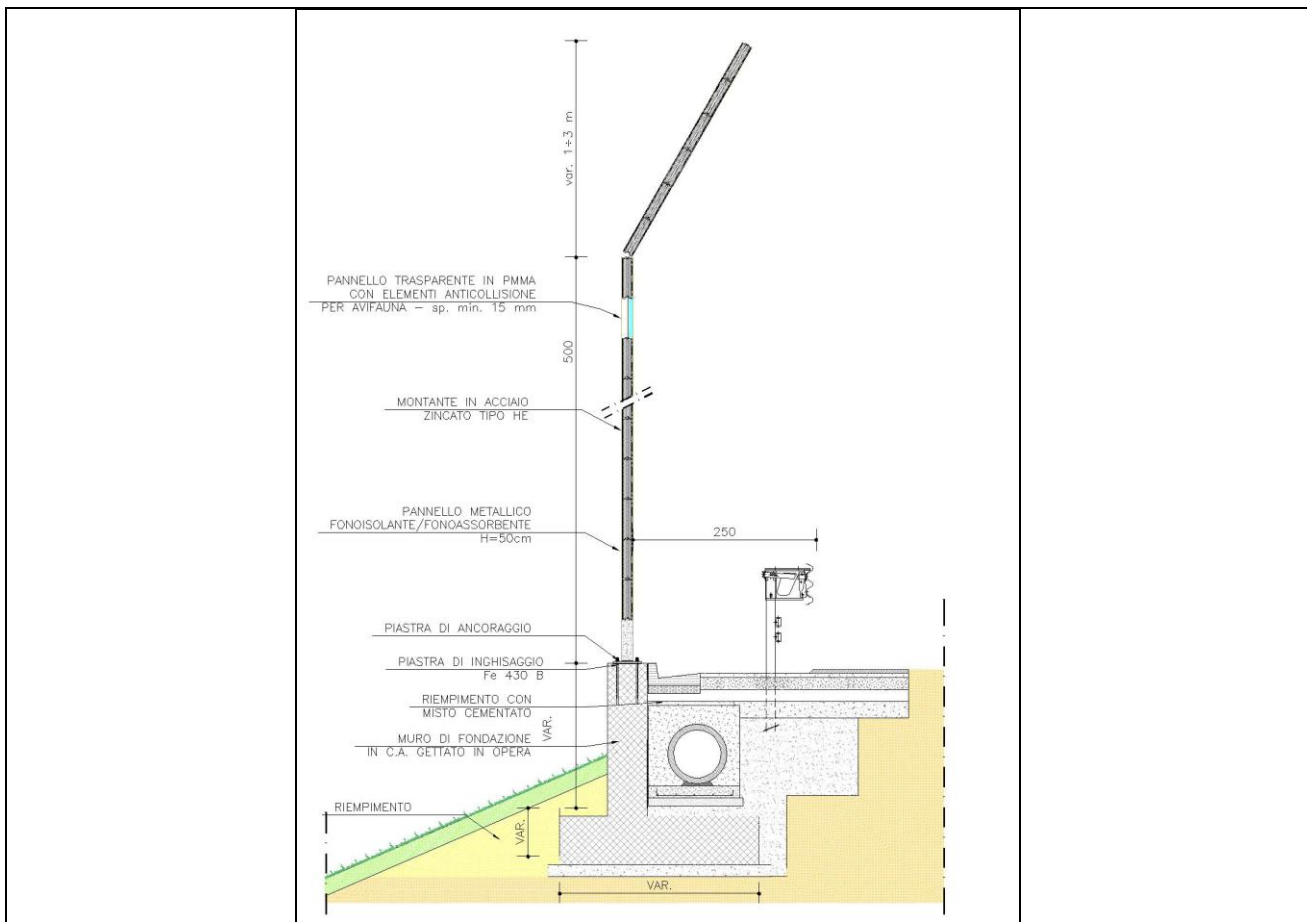 var. 1÷3 m
PANNELLO TRASPARENTE IN PMMA
CON ELEMENTI ANTICOLLISIONE
PER AVIFAUNA – sp. min. 15 mm
500
MONTANTE IN ACCIAIO
ZINCATO TIPO HE
PANNELLO METALLICO
FONOISOLANTE/FONOASSORBENTE
H=50cm
250
PIASTRA DI ANCORAGGIO
PIASTRA DI INGHISAGGIO
Fe 430 B
RIEMPIMENTO CON
MISTO CEMENTATO
VAR.
MURO DI FONDAZIONE
IN C.A. GETTATO IN OPERA
RIEMPIMENTO
VAR.
VAR.